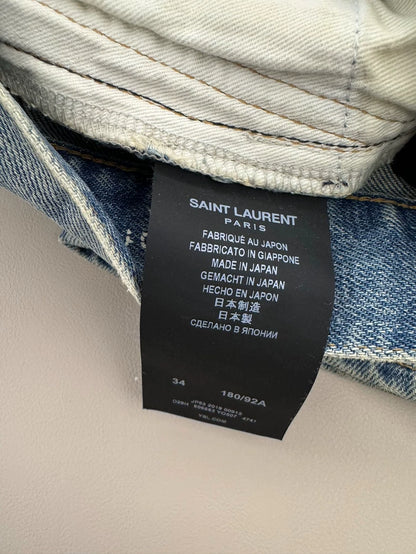 SAINT LAURENT
PARIS
FABRIQUÉ AU JAPON
FABBRICATO IN GIAPPONE
MADE IN JAPAN
GEMACHT IN JAPAN
HECHO EN JAPÓN
日本制造
日本製
СДЕЛАНО В ЯПОНИИ
34 180/92A
YSL.COM